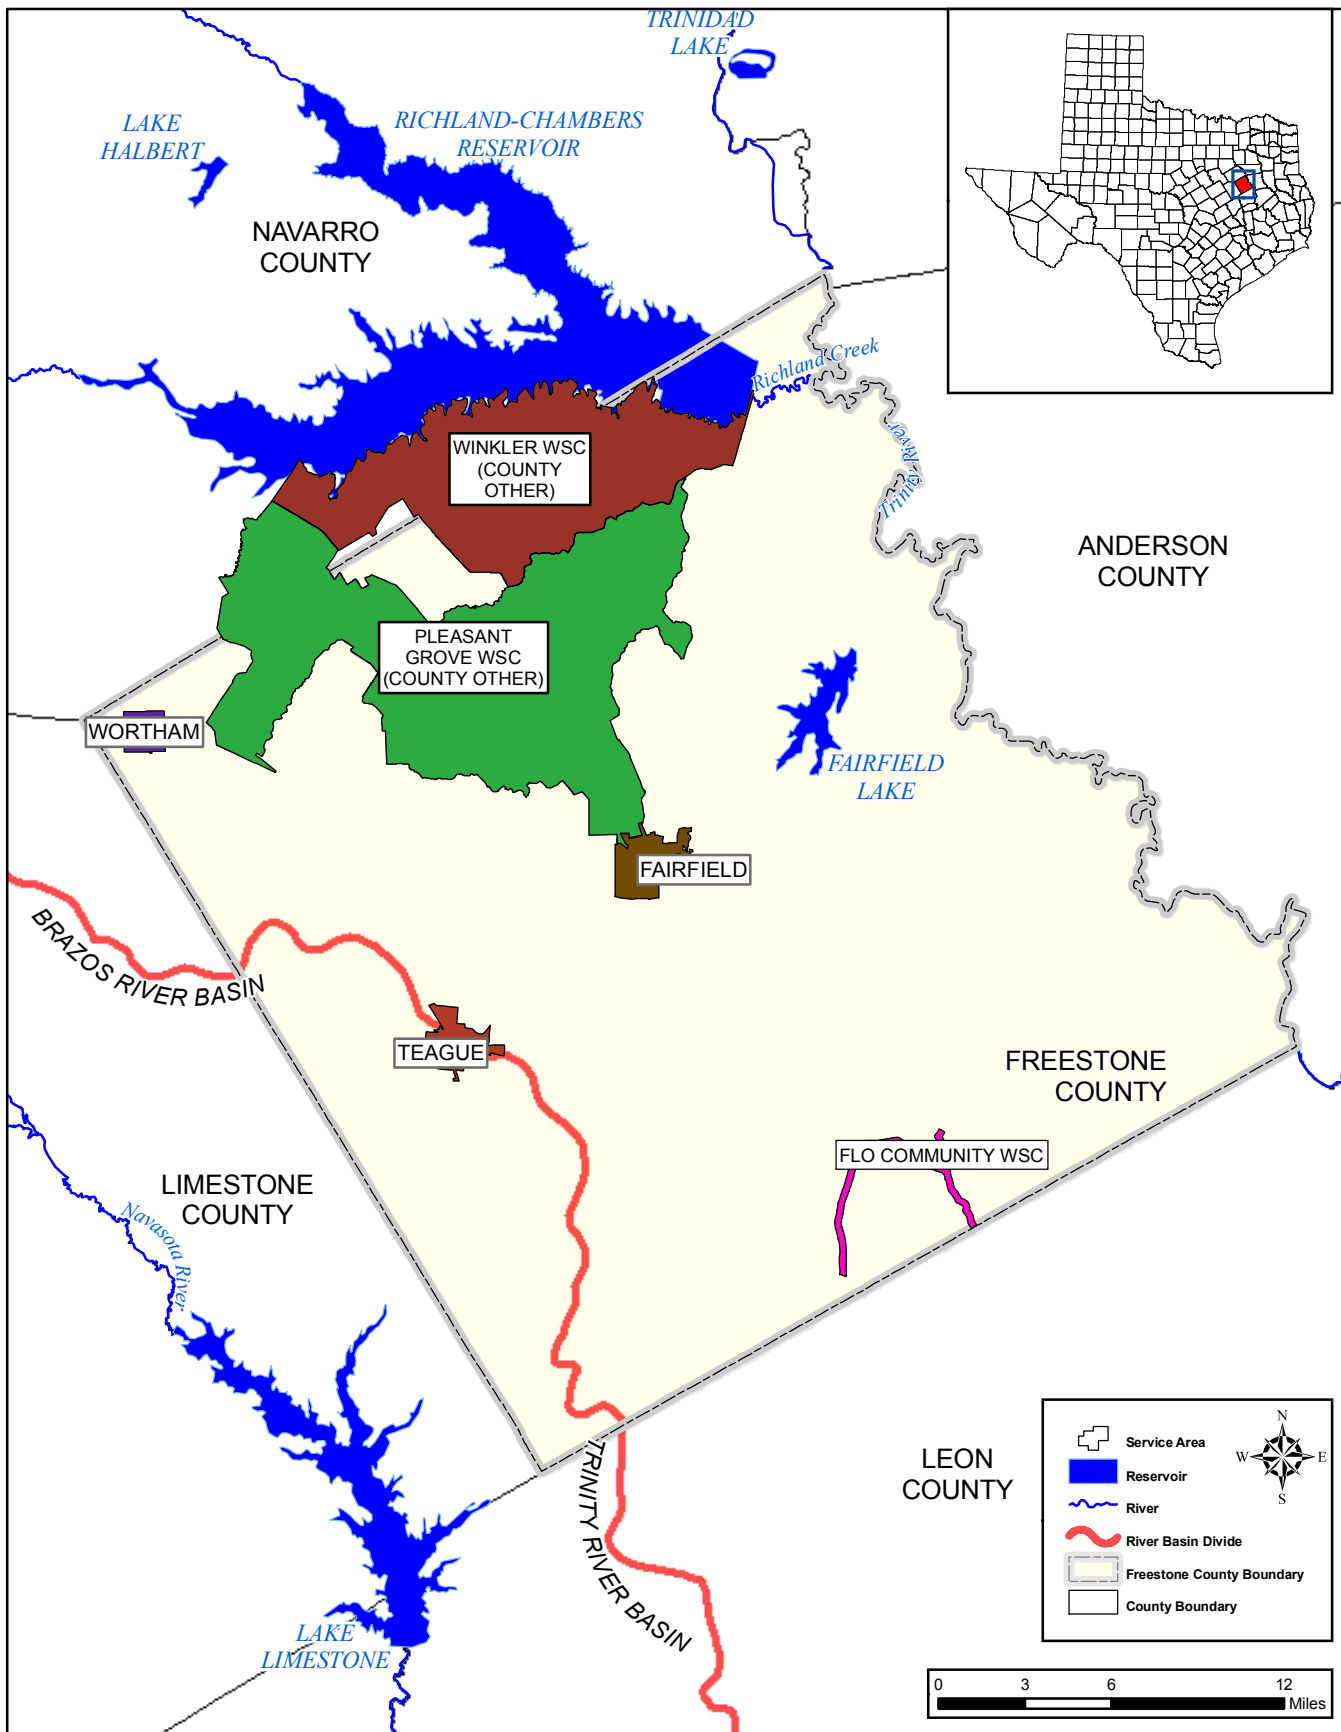 TRINIDAD
LAKE
LAKE
HALBERT
RICHLAND-CHAMBERS
RESERVOIR
NAVARRO
COUNTY
Richland Creek
Trinity River
WINKLER WSC
(COUNTY
OTHER)
ANDERSON
COUNTY
PLEASANT
GROVE WSC
(COUNTY OTHER)
WORTHAM
FAIRFIELD
LAKE
FAIRFIELD
BRAZOS RIVER BASIN
TEAGUE
FREESTONE
COUNTY
FLO COMMUNITY WSC
LIMESTONE
COUNTY
Navasota River
LEON
COUNTY
TRINITY RIVER BASIN
LAKE
LIMESTONE
N
W
E
S
Service Area
Reservoir
River
River Basin Divide
Freestone County Boundary
County Boundary
0 3 6 12
Miles